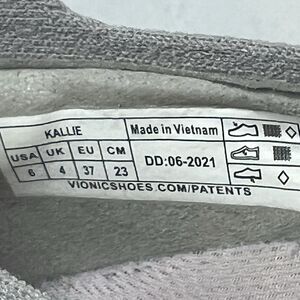 KALLIE
Made in Vietnam
USA UK EU CM
6 4 37 23
DD:06-2021
VIONICSHOES.COM/PATENTS